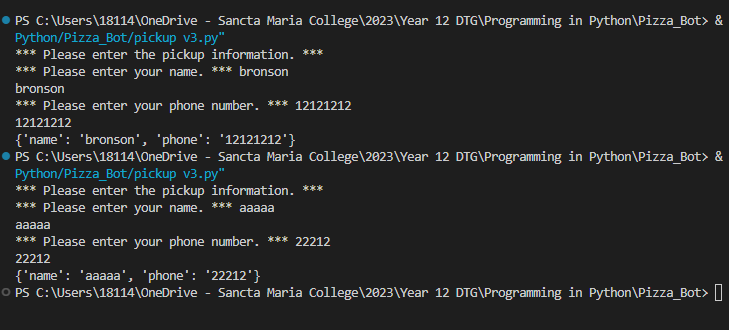 PS C:\Users\18114\OneDrive - Sancta Maria College\2023\Year 12 DTG\Programming in Python\Pizza_Bot> &
Python/Pizza_Bot/pickup v3.py"
*** Please enter the pickup information. ***
*** Please enter your name. *** bronson
bronson
*** Please enter your phone number. *** 12121212
12121212
{'name': 'bronson', 'phone': '12121212'}
PS C:\Users\18114\OneDrive - Sancta Maria College\2023\Year 12 DTG\Programming in Python\Pizza_Bot> &
Python/Pizza_Bot/pickup v3.py"
*** Please enter the pickup information. ***
*** Please enter your name. *** aaaaa
aaaaa
*** Please enter your phone number. *** 22212
22212
{'name': 'aaaaa', 'phone': '22212'}
PS C:\Users\18114\OneDrive - Sancta Maria College\2023\Year 12 DTG\Programming in Python\Pizza_Bot>